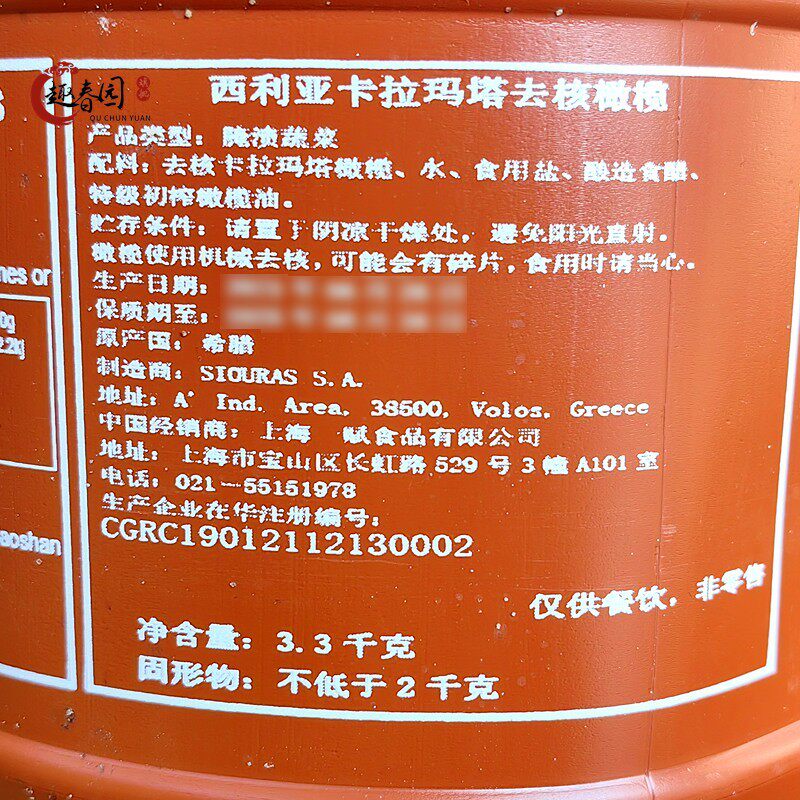 趣春园
QU CHUN YUAN
西利亚卡拉玛塔去核橄榄
产品类型：腌渍蔬菜
配料：去核卡拉玛塔橄榄、水、食用盐、酿造食醋、
特级初榨橄榄油。
贮存条件：请置于阴凉干燥处，避免阳光直射。
橄榄使用机械去核，可能会有碎片，食用时请当心。
生产日期：
保质期至：
原产国：希腊
制造商：SIOURAS S.A.
地址：A' Ind. Area, 38500, Volos, Greece
中国经销商：上海 赋食品有限公司
地址：上海市宝山区长虹路 529 号 3 幢 A101 室
电话：021-55151978
生产企业在华注册编号：
CGRC19012112130002
仅供餐饮，非零售
净含量：3.3 千克
固形物：不低于 2 千克
nes or
0g
2.2kg
aoshan